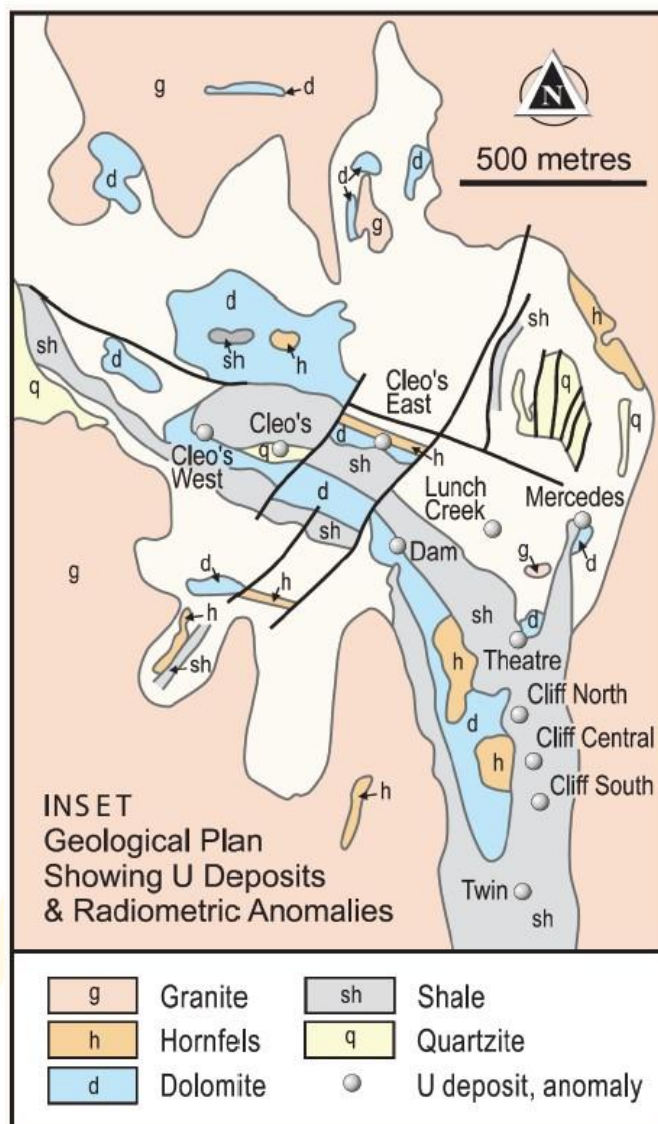 g
d
N
500 metres
d
d
d
g
h
d
sh
h
sh
sh
d
q
Cleo's
East
q
q
Cleo's
d
h
Cleo's
West
q
sh
Lunch
Creek
Mercedes
d
sh
Dam
g
d
d
h
g
h
sh
d
sh
Theatre
h
Cliff North
d
Cliff Central
h
Cliff South
h
INSET
Geological Plan
Showing U Deposits
& Radiometric Anomalies
Twin
sh
g Granite
sh Shale
h Hornfels
q Quartzite
d Dolomite
U deposit, anomaly